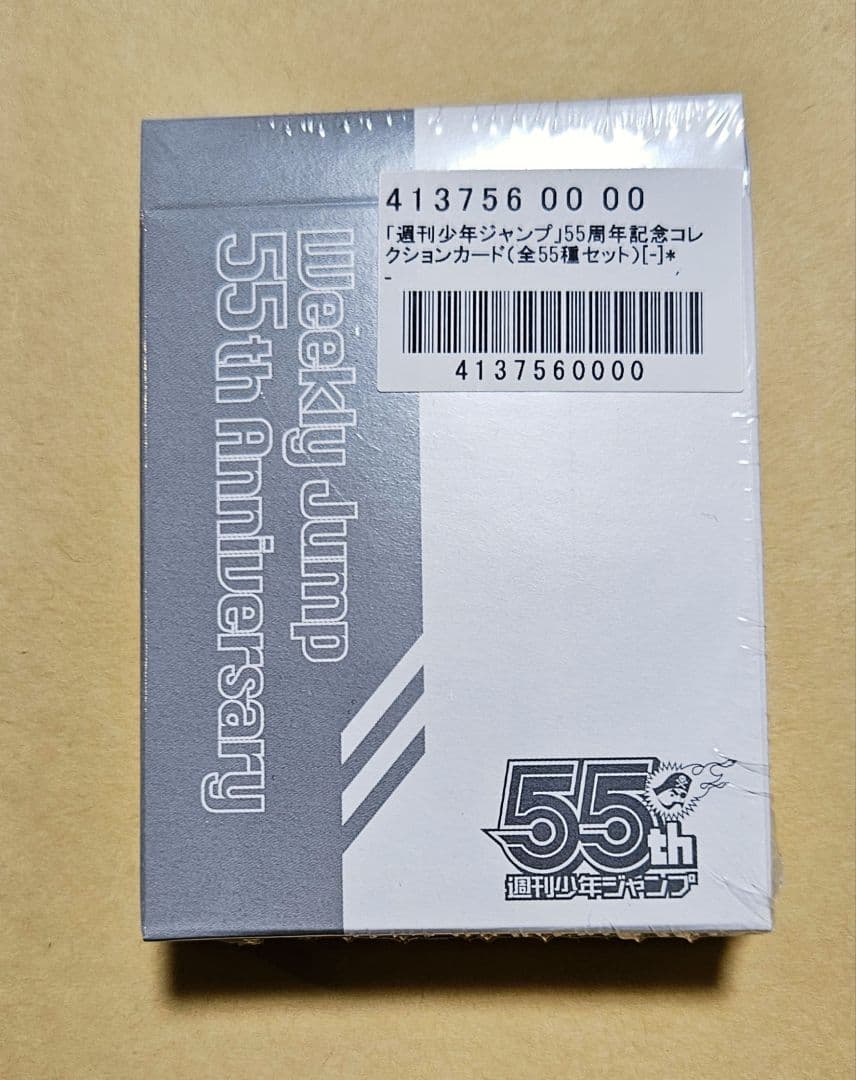 413756 00 00
「週刊少年ジャンプ」55周年記念コレ
クションカード(全55種セット)[-]*
-
4137560000
Weekly Jump
55th Anniversary
55th
週刊少年ジャンプ